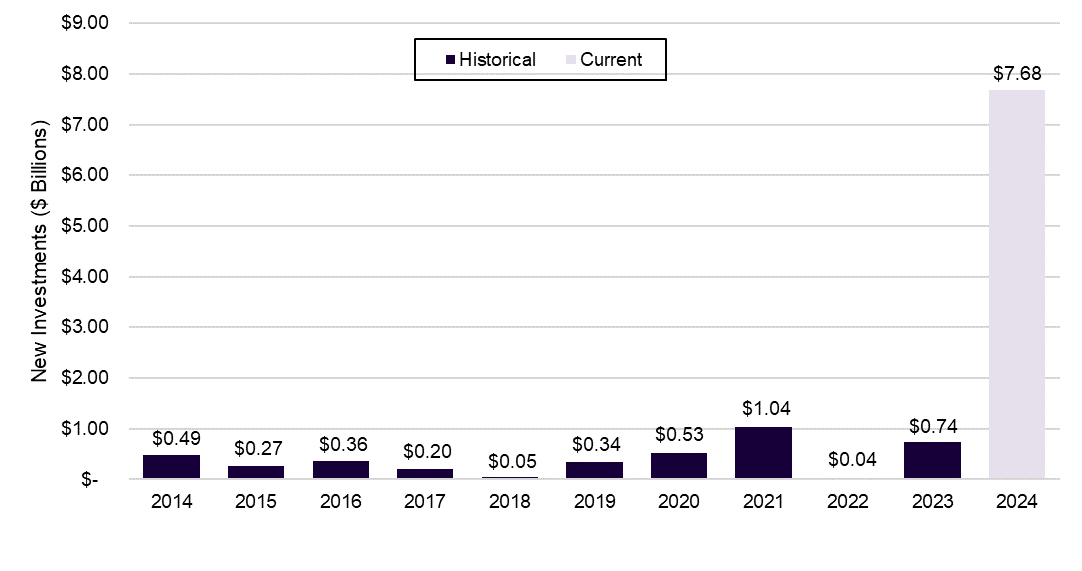 New Investments ($ Billions)
$9.00
$8.00
$7.00
$6.00
$5.00
$4.00
$3.00
$2.00
$1.00
$-
Historical Current
$0.49 $0.27 $0.36 $0.20 $0.05 $0.34 $0.53 $1.04 $0.04 $0.74 $7.68
2014 2015 2016 2017 2018 2019 2020 2021 2022 2023 2024